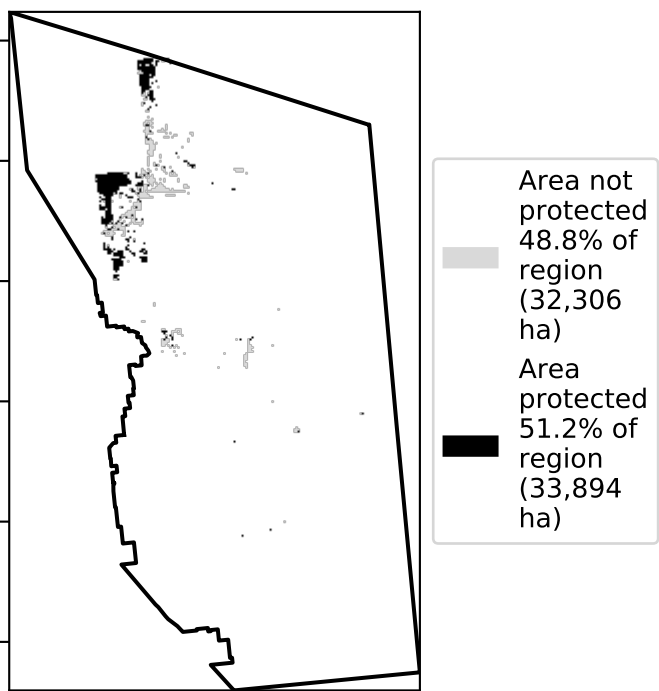 Area not
protected
48.8% of
region
(32,306
ha)
Area
protected
51.2% of
region
(33,894
ha)